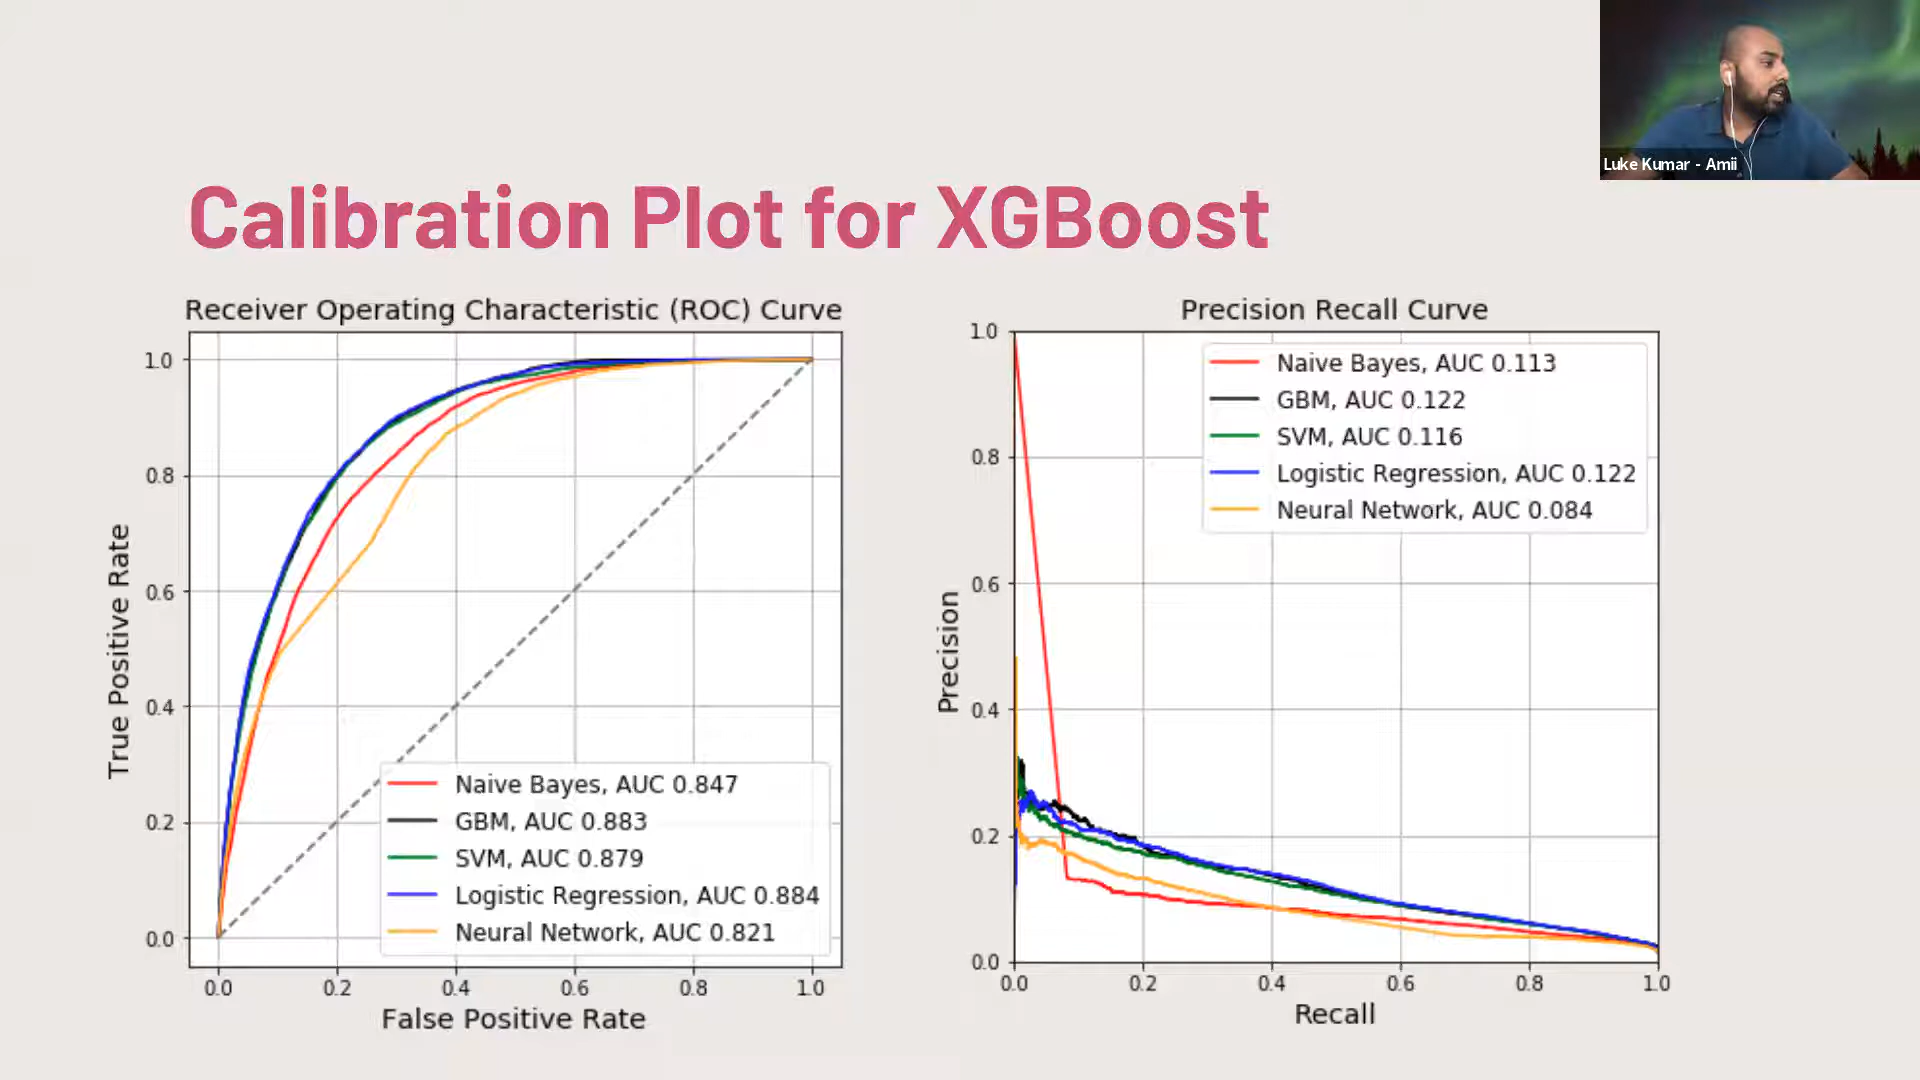 Luke Kumar - Amii
Calibration Plot for XGBoost
Receiver Operating Characteristic (ROC) Curve
True Positive Rate
1.0
0.8
0.6
0.4
0.2
0.0
Naive Bayes, AUC 0.847
GBM, AUC 0.883
SVM, AUC 0.879
Logistic Regression, AUC 0.884
Neural Network, AUC 0.821
0.0 0.2 0.4 0.6 0.8 1.0
False Positive Rate
Precision Recall Curve
Precision
1.0
0.8
0.6
0.4
0.2
0.0
Naive Bayes, AUC 0.113
GBM, AUC 0.122
SVM, AUC 0.116
Logistic Regression, AUC 0.122
Neural Network, AUC 0.084
0.0 0.2 0.4 0.6 0.8 1.0
Recall